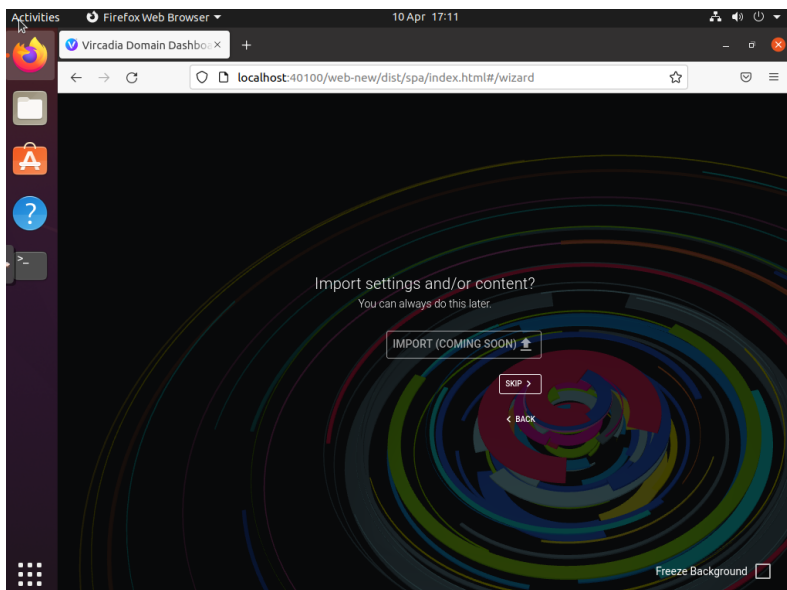 Activities Firefox Web Browser 10 Apr 17:11
Vircadia Domain Dashboa
localhost:40100/web-new/dist/spa/index.html#/wizard
Import settings and/or content?
You can always do this later.
IMPORT (COMING SOON)
SKIP
BACK
Freeze Background